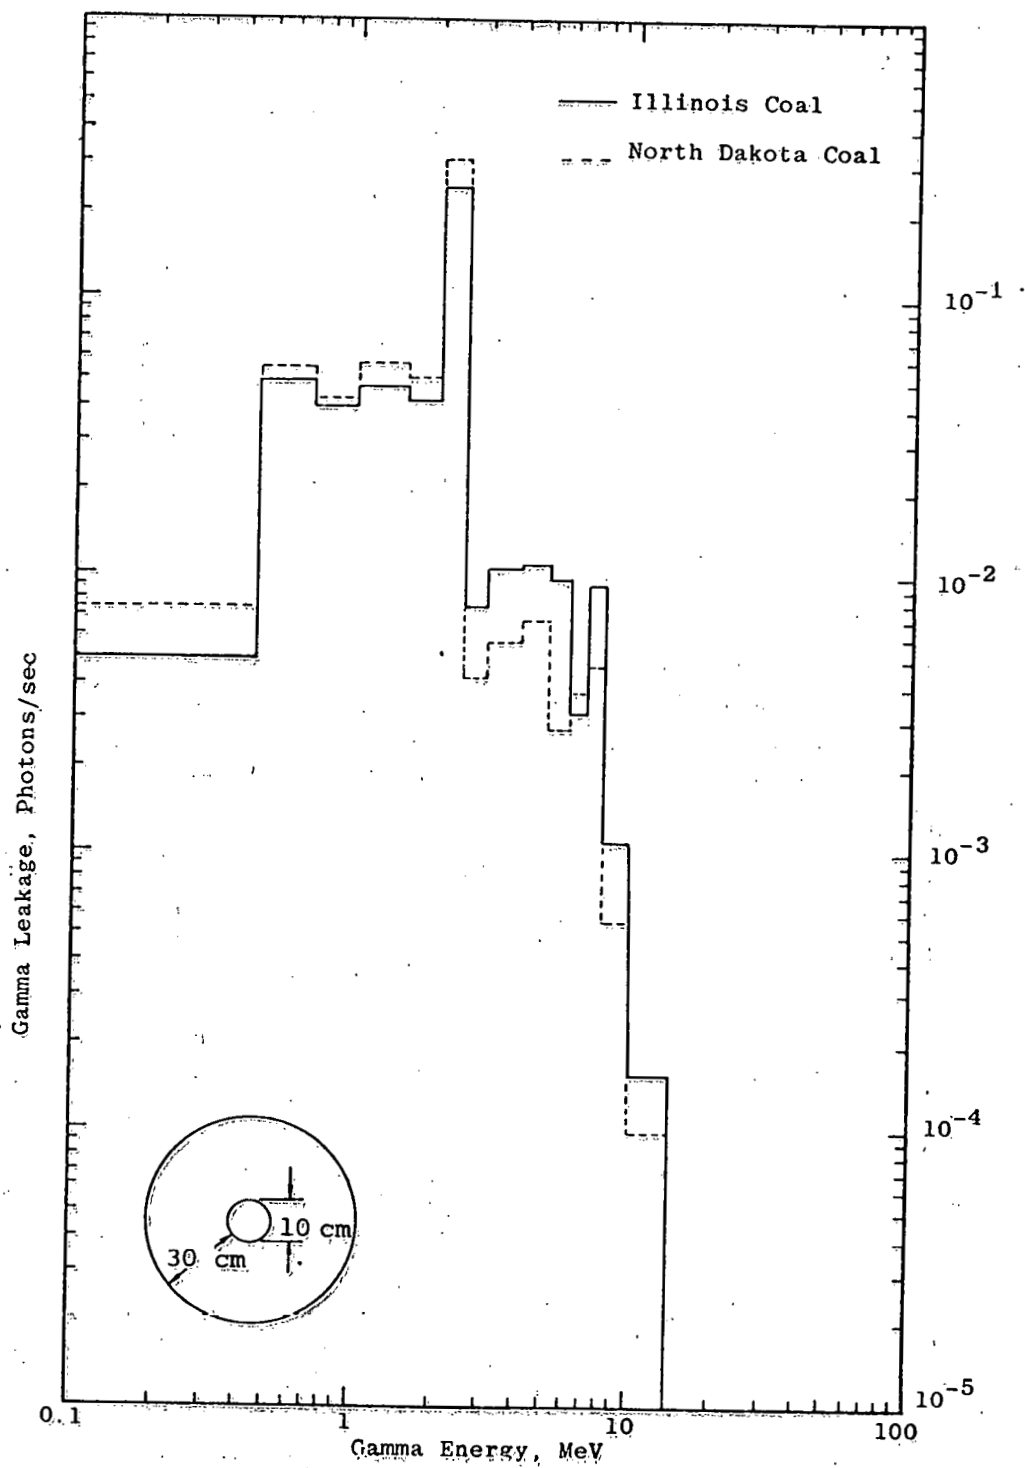 Illinois Coal
North Dakota Coal
10-1
10-2
10-3
10-4
10-5
Gamma Leakage, Photons/sec
10 cm
30 cm
0.1
1
10
100
Gamma Energy, MeV